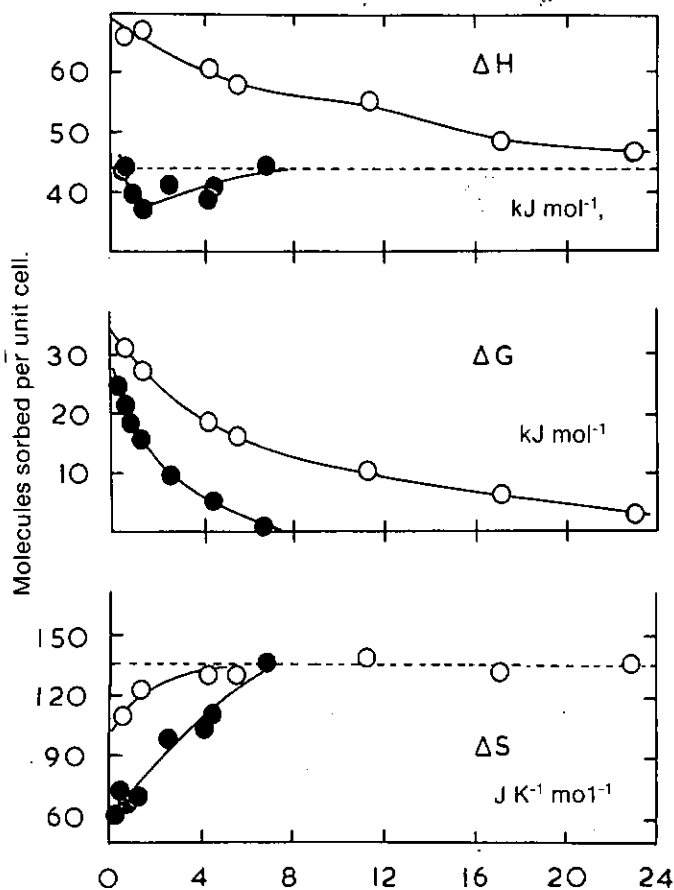 Molecules sorbed per unit cell.
60
50
40
ΔH
kJ mol⁻¹,
30
20
10
ΔG
kJ mol⁻¹
150
120
90
60
ΔS
J K⁻¹ mo1⁻¹
0 4 8 12 16 20 24